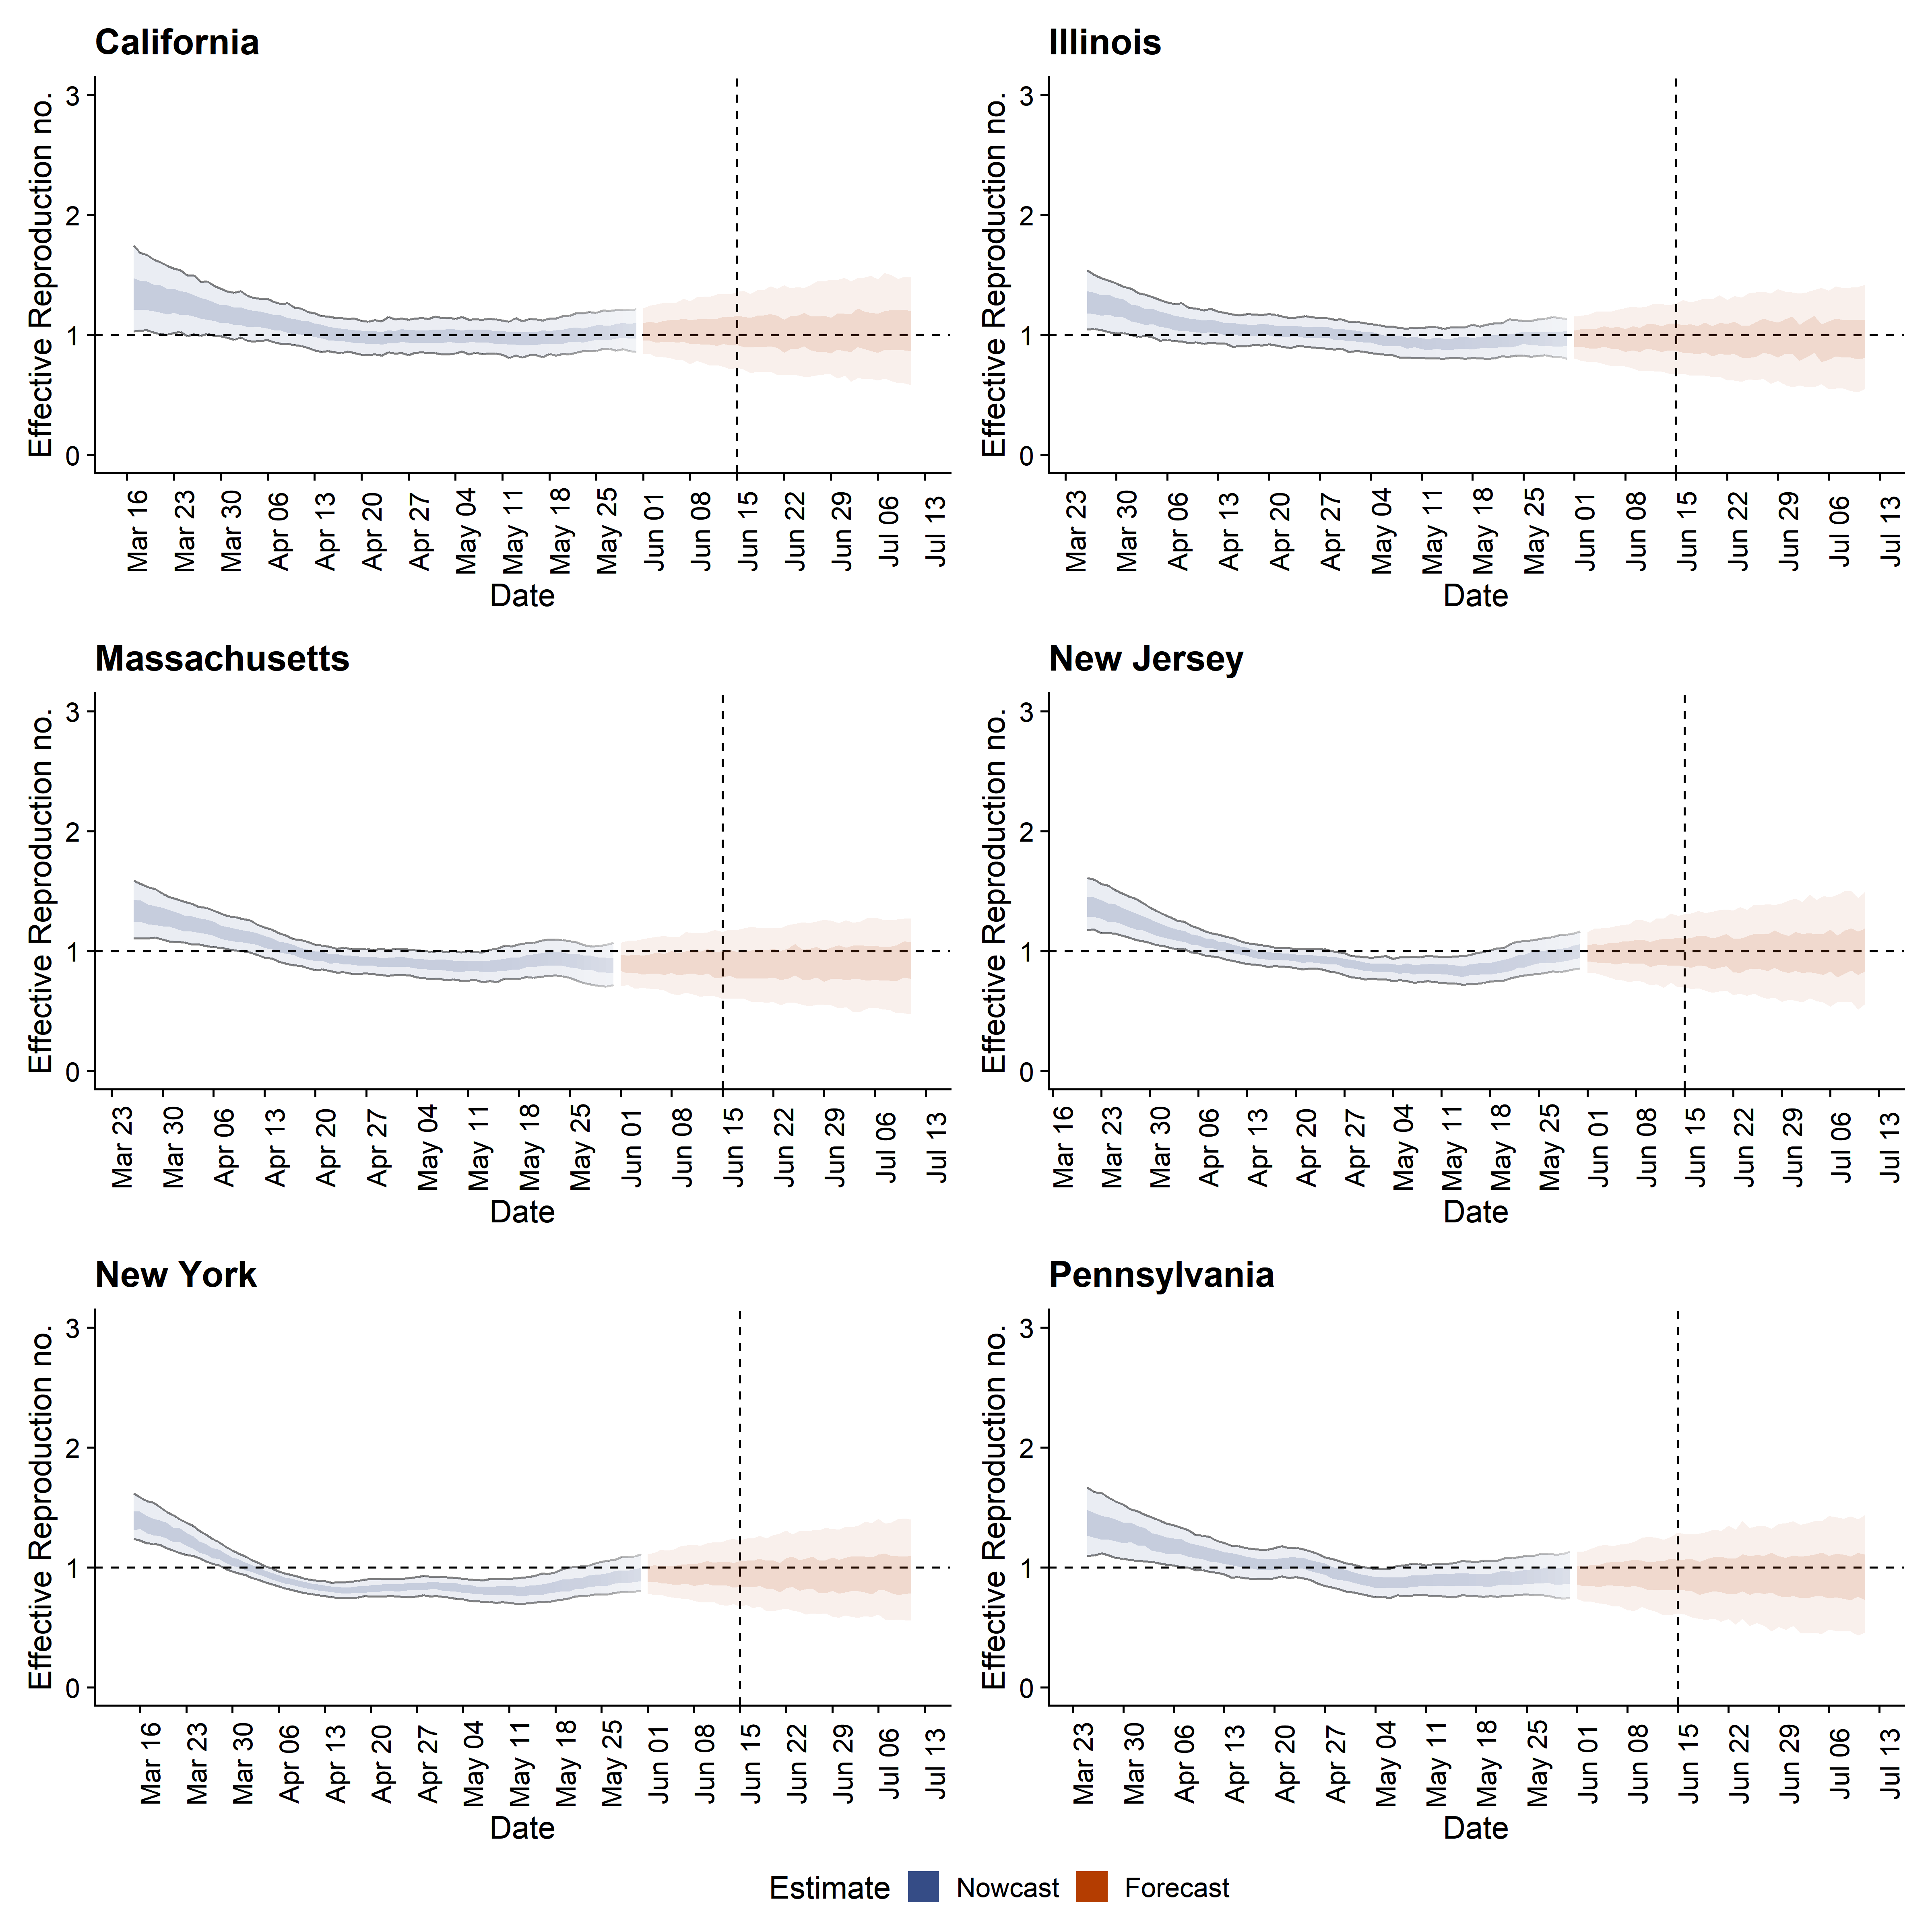 California
Effective Reproduction no.
3
2
1
0
Mar 16
Mar 23
Mar 30
Apr 06
Apr 13
Apr 20
Apr 27
May 04
May 11
May 18
May 25
Jun 01
Jun 08
Jun 15
Jun 22
Jun 29
Jul 06
Jul 13
Date
Illinois
Effective Reproduction no.
3
2
1
0
Mar 23
Mar 30
Apr 06
Apr 13
Apr 20
Apr 27
May 04
May 11
May 18
May 25
Jun 01
Jun 08
Jun 15
Jun 22
Jun 29
Jul 06
Jul 13
Date
Massachusetts
Effective Reproduction no.
3
2
1
0
Mar 23
Mar 30
Apr 06
Apr 13
Apr 20
Apr 27
May 04
May 11
May 18
May 25
Jun 01
Jun 08
Jun 15
Jun 22
Jun 29
Jul 06
Jul 13
Date
New Jersey
Effective Reproduction no.
3
2
1
0
Mar 16
Mar 23
Mar 30
Apr 06
Apr 13
Apr 20
Apr 27
May 04
May 11
May 18
May 25
Jun 01
Jun 08
Jun 15
Jun 22
Jun 29
Jul 06
Jul 13
Date
New York
Effective Reproduction no.
3
2
1
0
Mar 16
Mar 23
Mar 30
Apr 06
Apr 13
Apr 20
Apr 27
May 04
May 11
May 18
May 25
Jun 01
Jun 08
Jun 15
Jun 22
Jun 29
Jul 06
Jul 13
Date
Pennsylvania
Effective Reproduction no.
3
2
1
0
Mar 23
Mar 30
Apr 06
Apr 13
Apr 20
Apr 27
May 04
May 11
May 18
May 25
Jun 01
Jun 08
Jun 15
Jun 22
Jun 29
Jul 06
Jul 13
Date
Estimate Nowcast Forecast